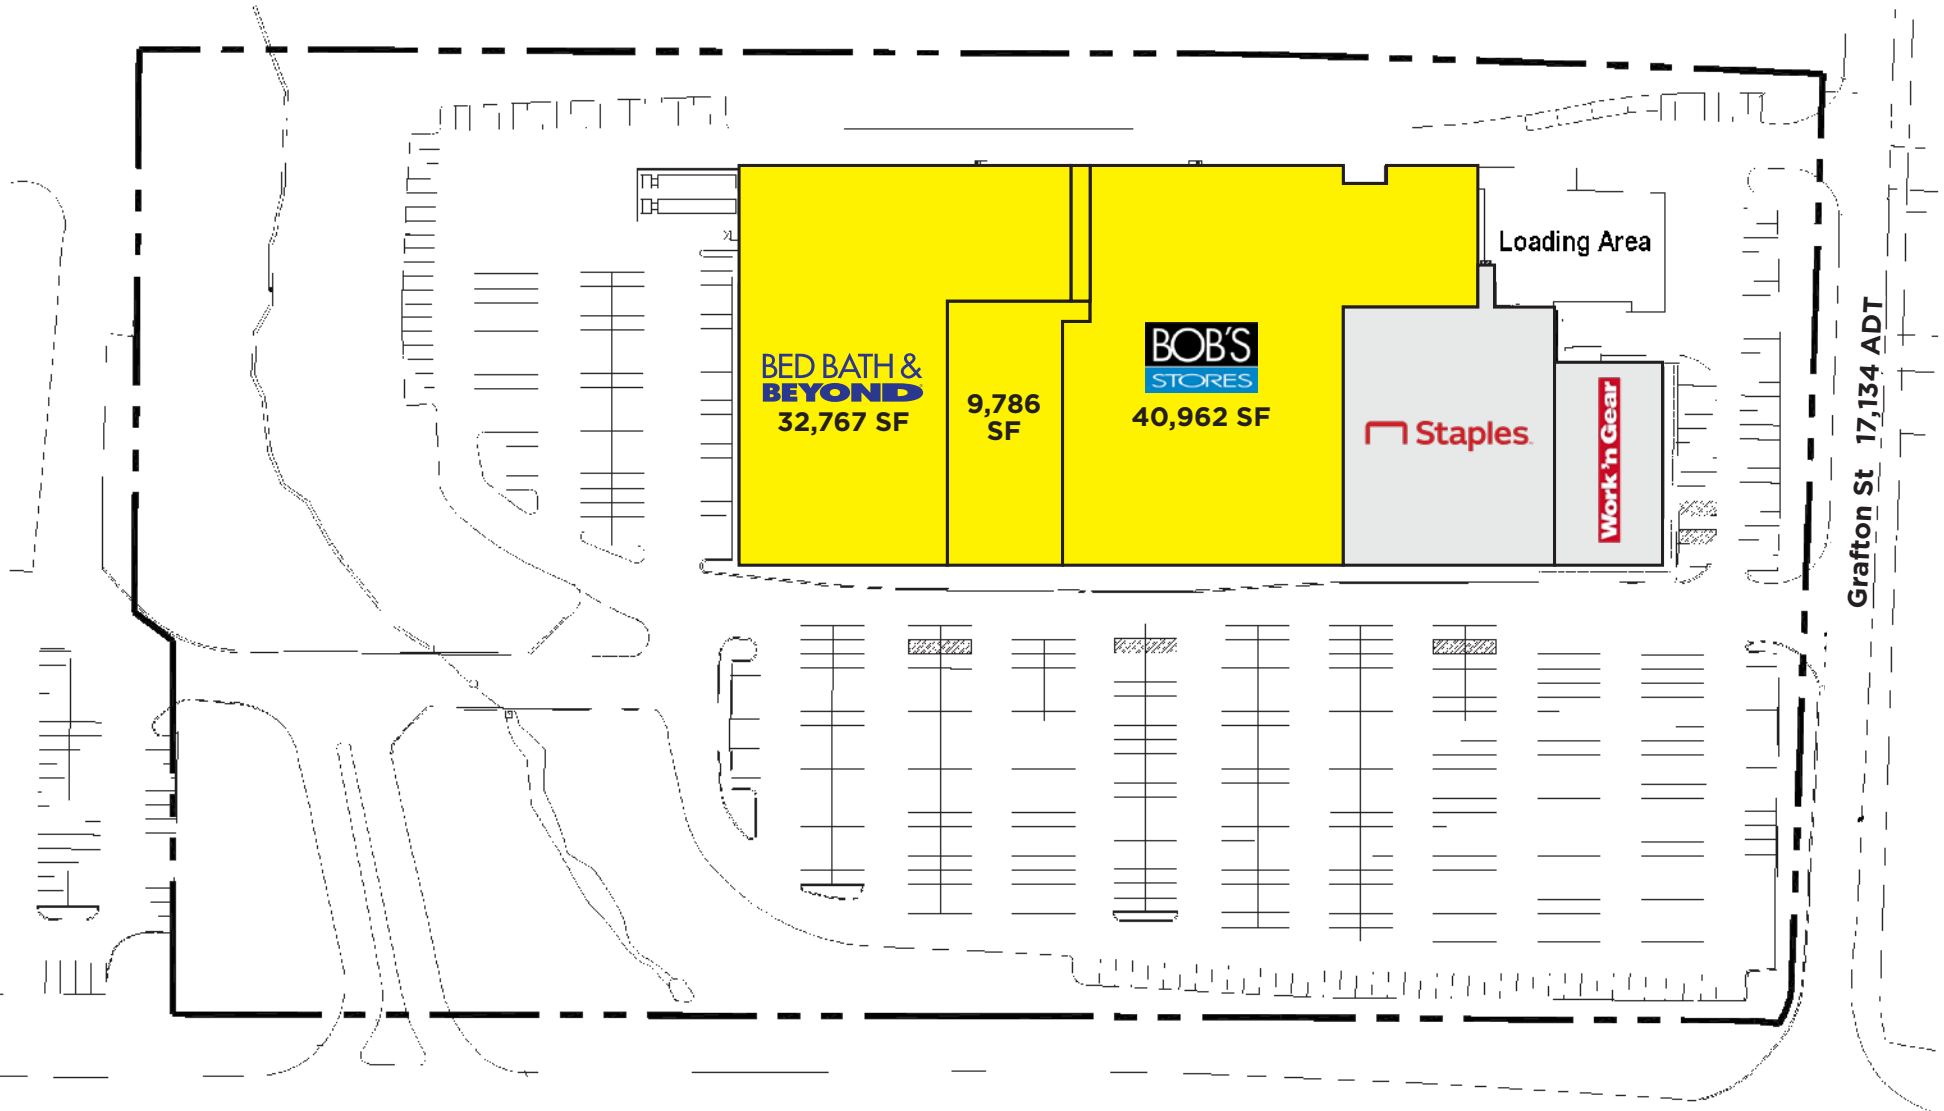 Loading Area
BED BATH &
BEYOND
32,767 SF
9,786
SF
BOB'S
STORES
40,962 SF
Staples.
Work 'n Gear
Grafton St 17,134 ADT